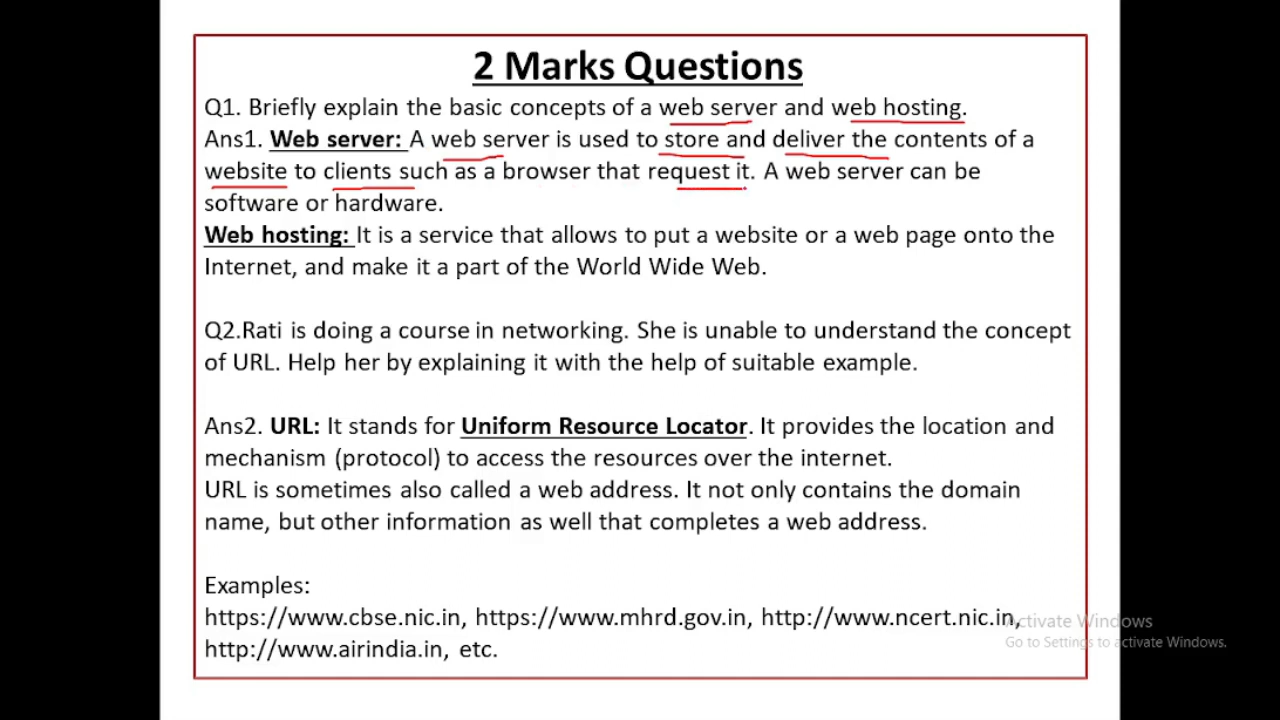 2 Marks Questions
Q1. Briefly explain the basic concepts of a web server and web hosting.
Ans1. Web server: A web server is used to store and deliver the contents of a
website to clients such as a browser that request it. A web server can be
software or hardware.
Web hosting: It is a service that allows to put a website or a web page onto the
Internet, and make it a part of the World Wide Web.
Q2.Rati is doing a course in networking. She is unable to understand the concept
of URL. Help her by explaining it with the help of suitable example.
Ans2. URL: It stands for Uniform Resource Locator. It provides the location and
mechanism (protocol) to access the resources over the internet.
URL is sometimes also called a web address. It not only contains the domain
name, but other information as well that completes a web address.
Examples:
https://www.cbse.nic.in, https://www.mhrd.gov.in, http://www.ncert.nic.in,
http://www.airindia.in, etc.
Activate Windows
Go to Settings to activate Windows.